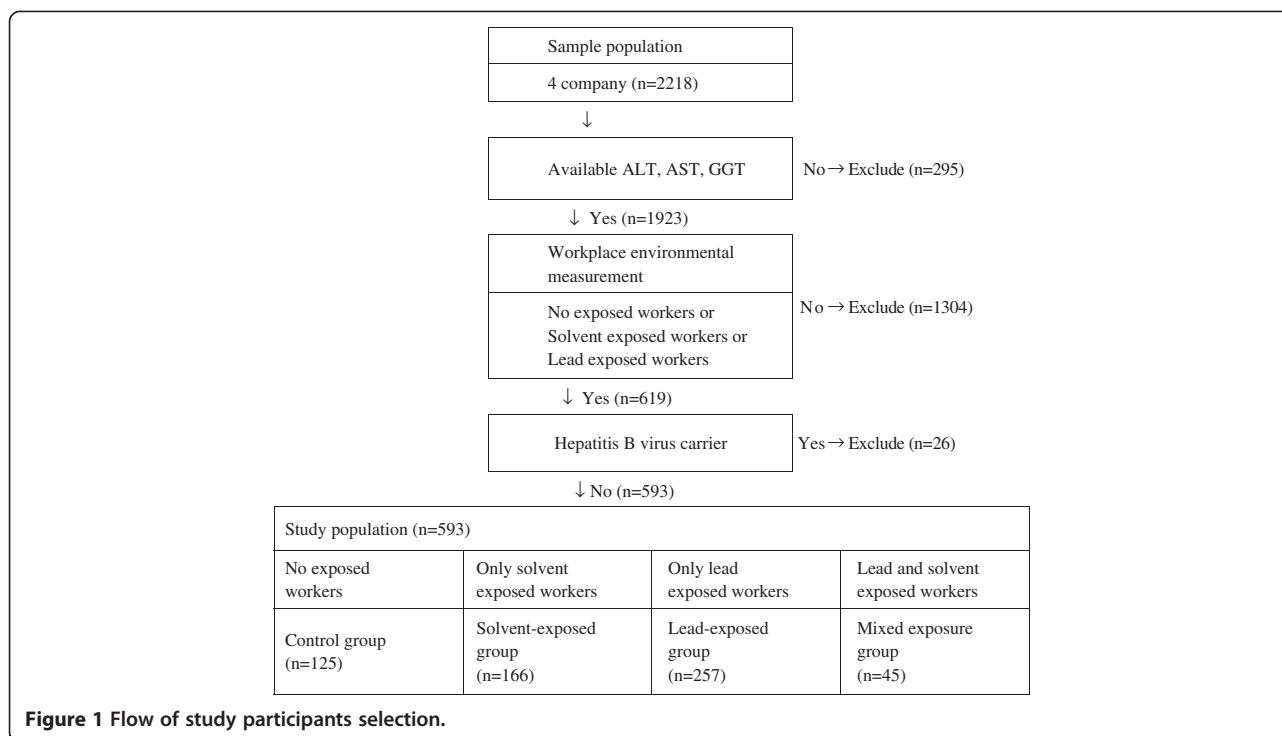 Sample population
4 company (n=2218)
↓
Available ALT, AST, GGT
No → Exclude (n=295)
↓ Yes (n=1923)
Workplace environmental
measurement
No exposed workers or
Solvent exposed workers or
Lead exposed workers
No → Exclude (n=1304)
↓ Yes (n=619)
Hepatitis B virus carrier
Yes → Exclude (n=26)
↓ No (n=593)
Study population (n=593)
No exposed
workers
Only solvent
exposed workers
Only lead
exposed workers
Lead and solvent
exposed workers
Control group
(n=125)
Solvent-exposed
group
(n=166)
Lead-exposed
group
(n=257)
Mixed exposure
group
(n=45)
Figure 1 Flow of study participants selection.